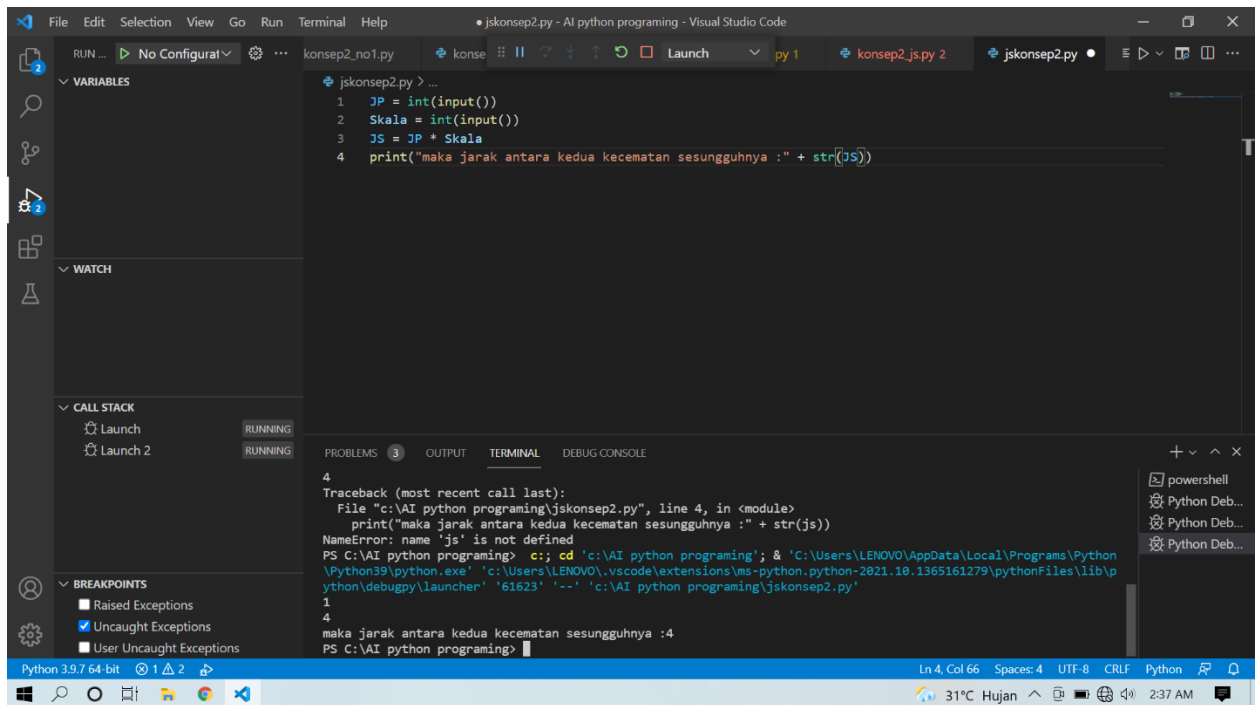 File Edit Selection View Go Run Terminal Help
● jskonsep2.py - AI python programing - Visual Studio Code
RUN ... No Configurat
konsep2_no1.py konse Launch py 1 konsep2_js.py 2 jskonsep2.py ●
2
VARIABLES
jskonsep2.py > ...
1 JP = int(input())
2 Skala = int(input())
3 JS = JP * Skala
4 print("maka jarak antara kedua kecematan sesungguhnya :" + str(JS))
2
WATCH
CALL STACK
Launch RUNNING
Launch 2 RUNNING
BREAKPOINTS
Raised Exceptions
Uncaught Exceptions
User Uncaught Exceptions
PROBLEMS 3 OUTPUT TERMINAL DEBUG CONSOLE
4
Traceback (most recent call last):
File "c:\AI python programing\jskonsep2.py", line 4, in <module>
print("maka jarak antara kedua kecematan sesungguhnya :" + str(js))
NameError: name 'js' is not defined
PS C:\AI python programing> c:; cd 'c:\AI python programing'; & 'C:\Users\LENOVO\AppData\Local\Programs\Python
\Python39\python.exe' 'c:\Users\LENOVO\.vscode\extensions\ms-python.python-2021.10.1365161279\pythonFiles\lib\p
ython\debugpy\launcher' '61623' '--' 'c:\AI python programing\jskonsep2.py'
1
4
maka jarak antara kedua kecematan sesungguhnya :4
PS C:\AI python programing>
powershell
Python Deb...
Python Deb...
Python Deb...
Python 3.9.7 64-bit 1 2
Ln 4, Col 66 Spaces: 4 UTF-8 CRLF Python
31°C Hujan 2:37 AM